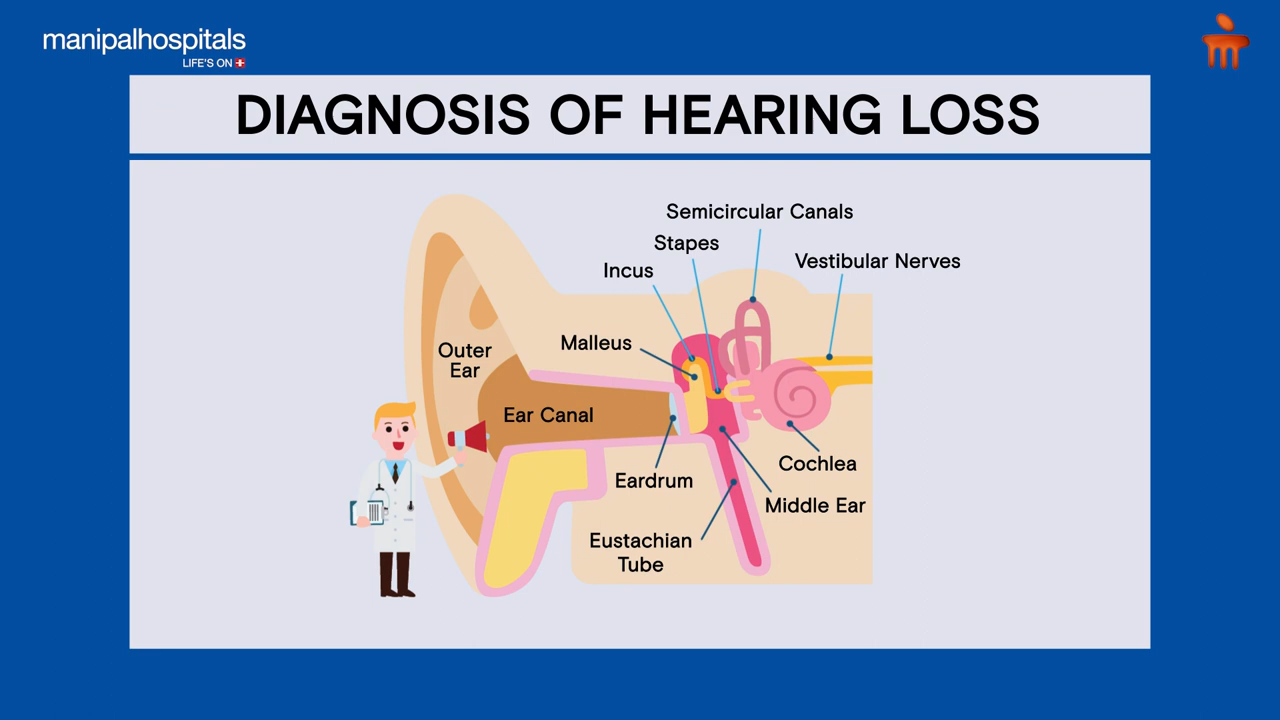 manipalhospitals
LIFE'S ON
DIAGNOSIS OF HEARING LOSS
Semicircular Canals
Stapes
Vestibular Nerves
Incus
Malleus
Outer
Ear
Ear Canal
Cochlea
Eardrum
Middle Ear
Eustachian
Tube